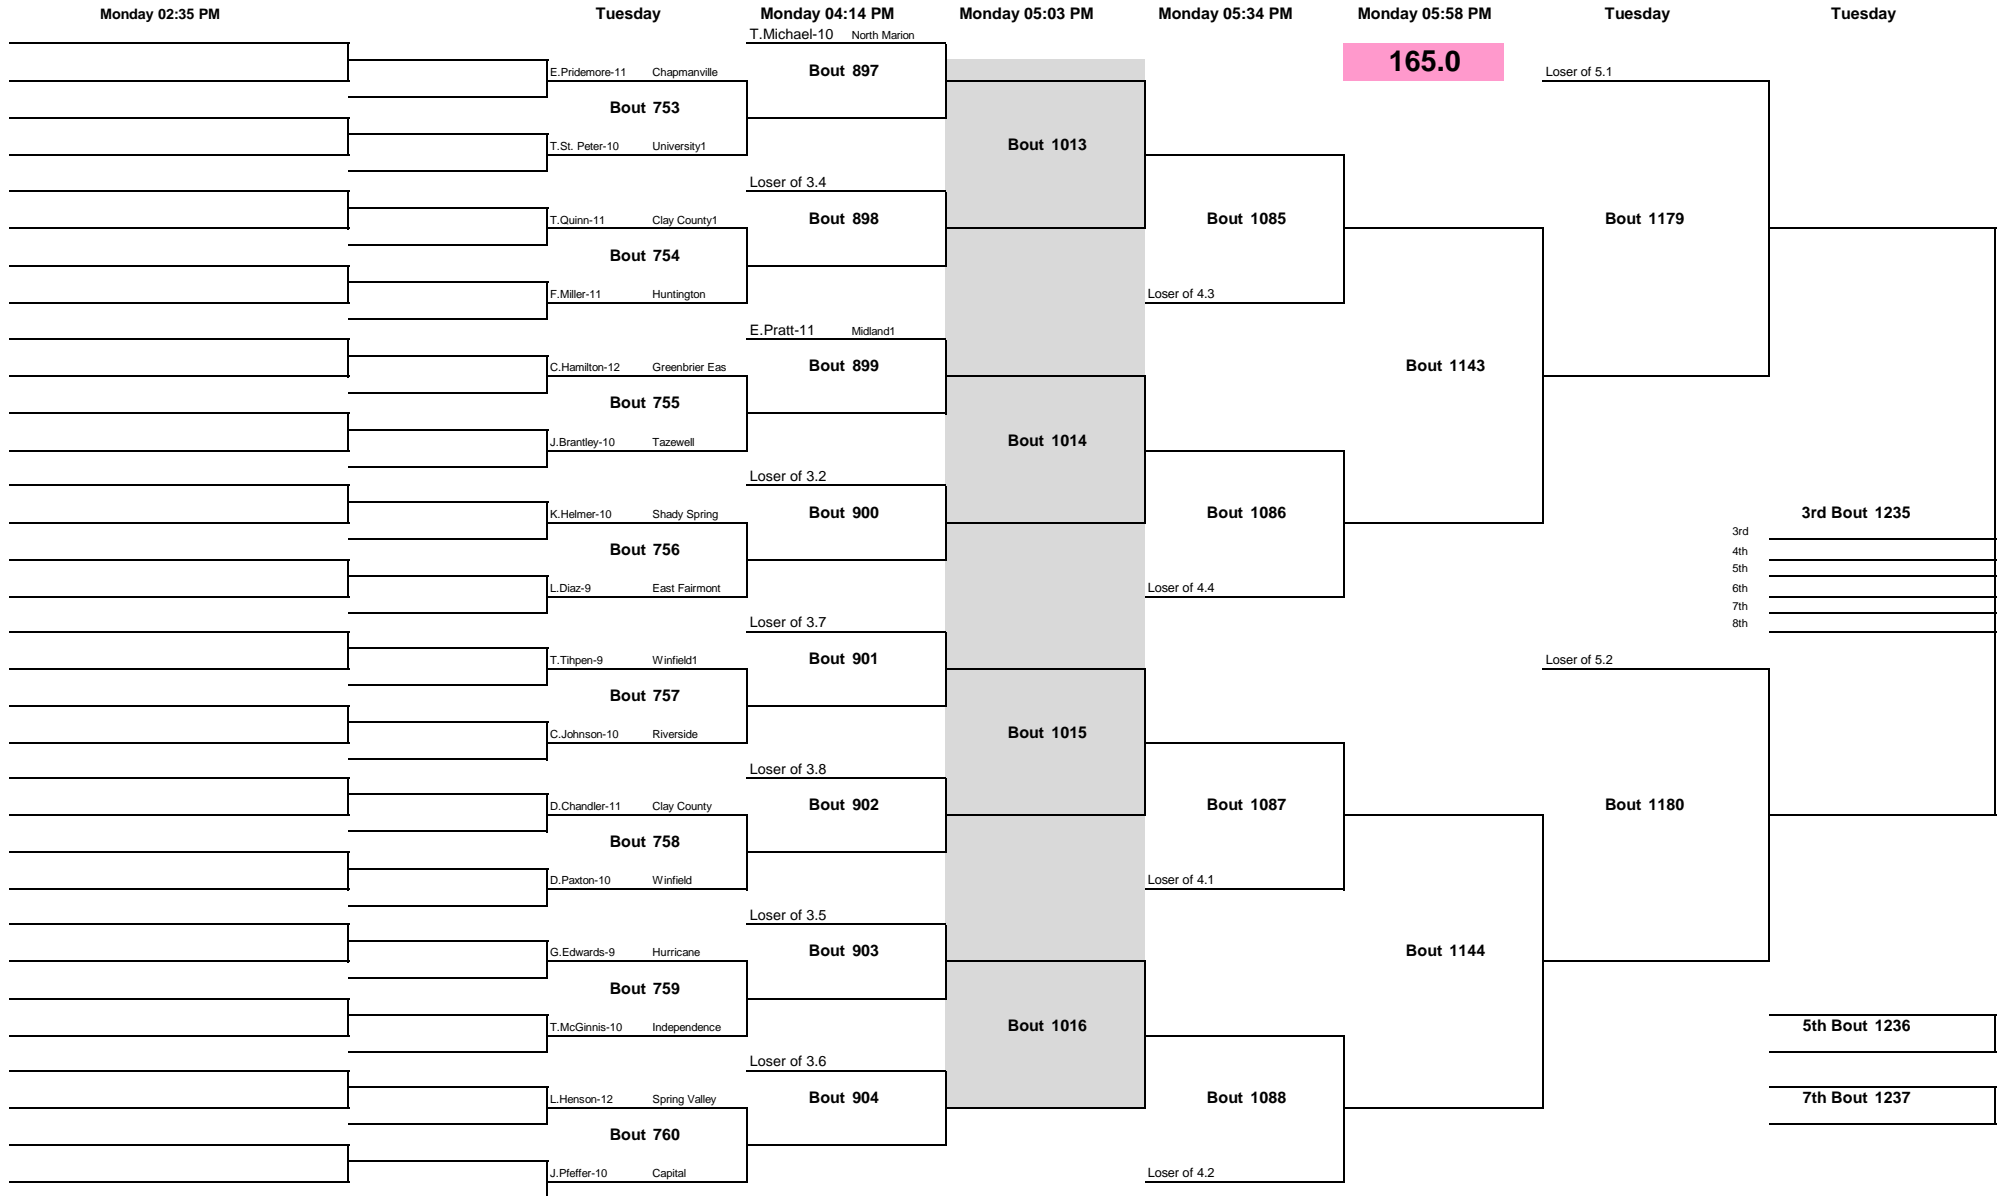 Monday 02:35 PM Tuesday Monday 04:14 PM Monday 05:03 PM Monday 05:34 PM Monday 05:58 PM Tuesday Tuesday
T.Michael-10 North Marion
165.0
E.Pridemore-11 Chapmanville Bout 897 Loser of 5.1
Bout 753
T.St. Peter-10 University1 Bout 1013
Loser of 3.4
T.Quinn-11 Clay County1 Bout 898 Bout 1085 Bout 1179
Bout 754
F.Miller-11 Huntington Loser of 4.3
E.Pratt-11 Midland1
C.Hamilton-12 Greenbrier Eas Bout 899 Bout 1143
Bout 755
J.Brantley-10 Tazewell Bout 1014
Loser of 3.2
K.Helmer-10 Shady Spring Bout 900 Bout 1086 3rd Bout 1235
3rd
Bout 756 4th
5th
L.Diaz-9 East Fairmont Loser of 4.4 6th
7th
Loser of 3.7 8th
T.Tihpen-9 Winfield1 Bout 901 Loser of 5.2
Bout 757
C.Johnson-10 Riverside Bout 1015
Loser of 3.8
D.Chandler-11 Clay County Bout 902 Bout 1087 Bout 1180
Bout 758
D.Paxton-10 Winfield Loser of 4.1
Loser of 3.5
G.Edwards-9 Hurricane Bout 903 Bout 1144
Bout 759
T.McGinnis-10 Independence Bout 1016 5th Bout 1236
Loser of 3.6
L.Henson-12 Spring Valley Bout 904 Bout 1088 7th Bout 1237
Bout 760
J.Pfeffer-10 Capital Loser of 4.2